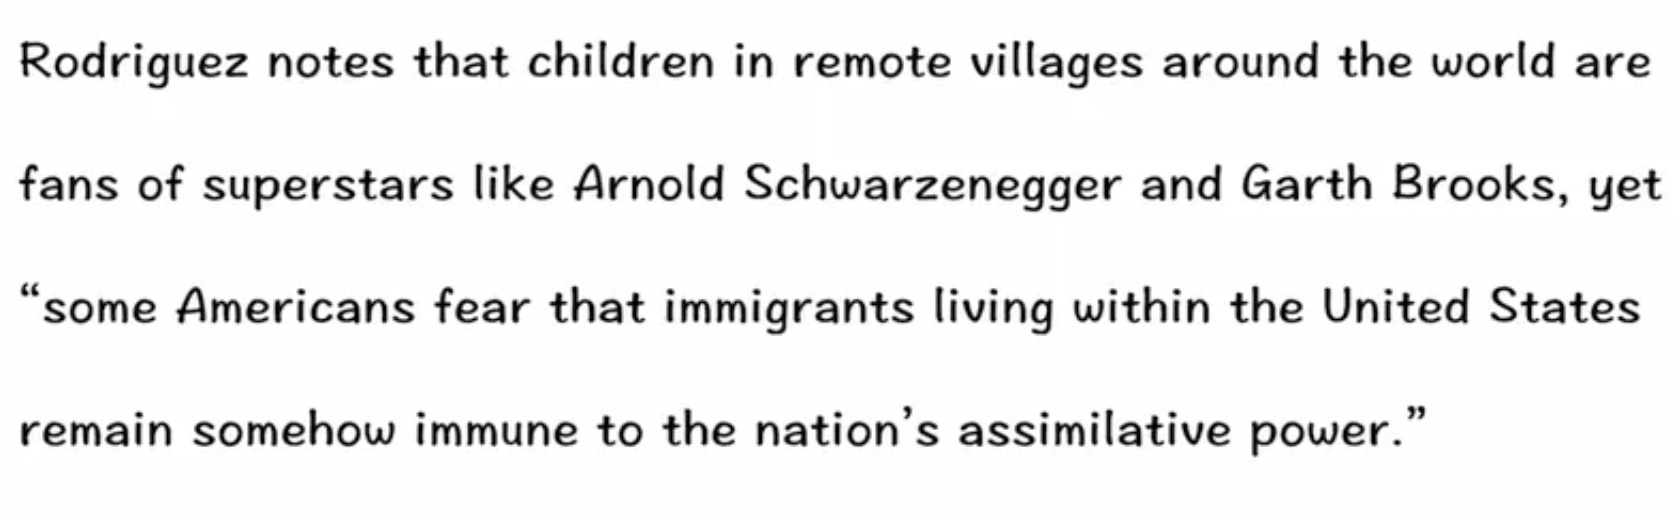 Rodriguez notes that children in remote villages around the world are
fans of superstars like Arnold Schwarzenegger and Garth Brooks, yet
“some Americans fear that immigrants living within the United States
remain somehow immune to the nation’s assimilative power.”